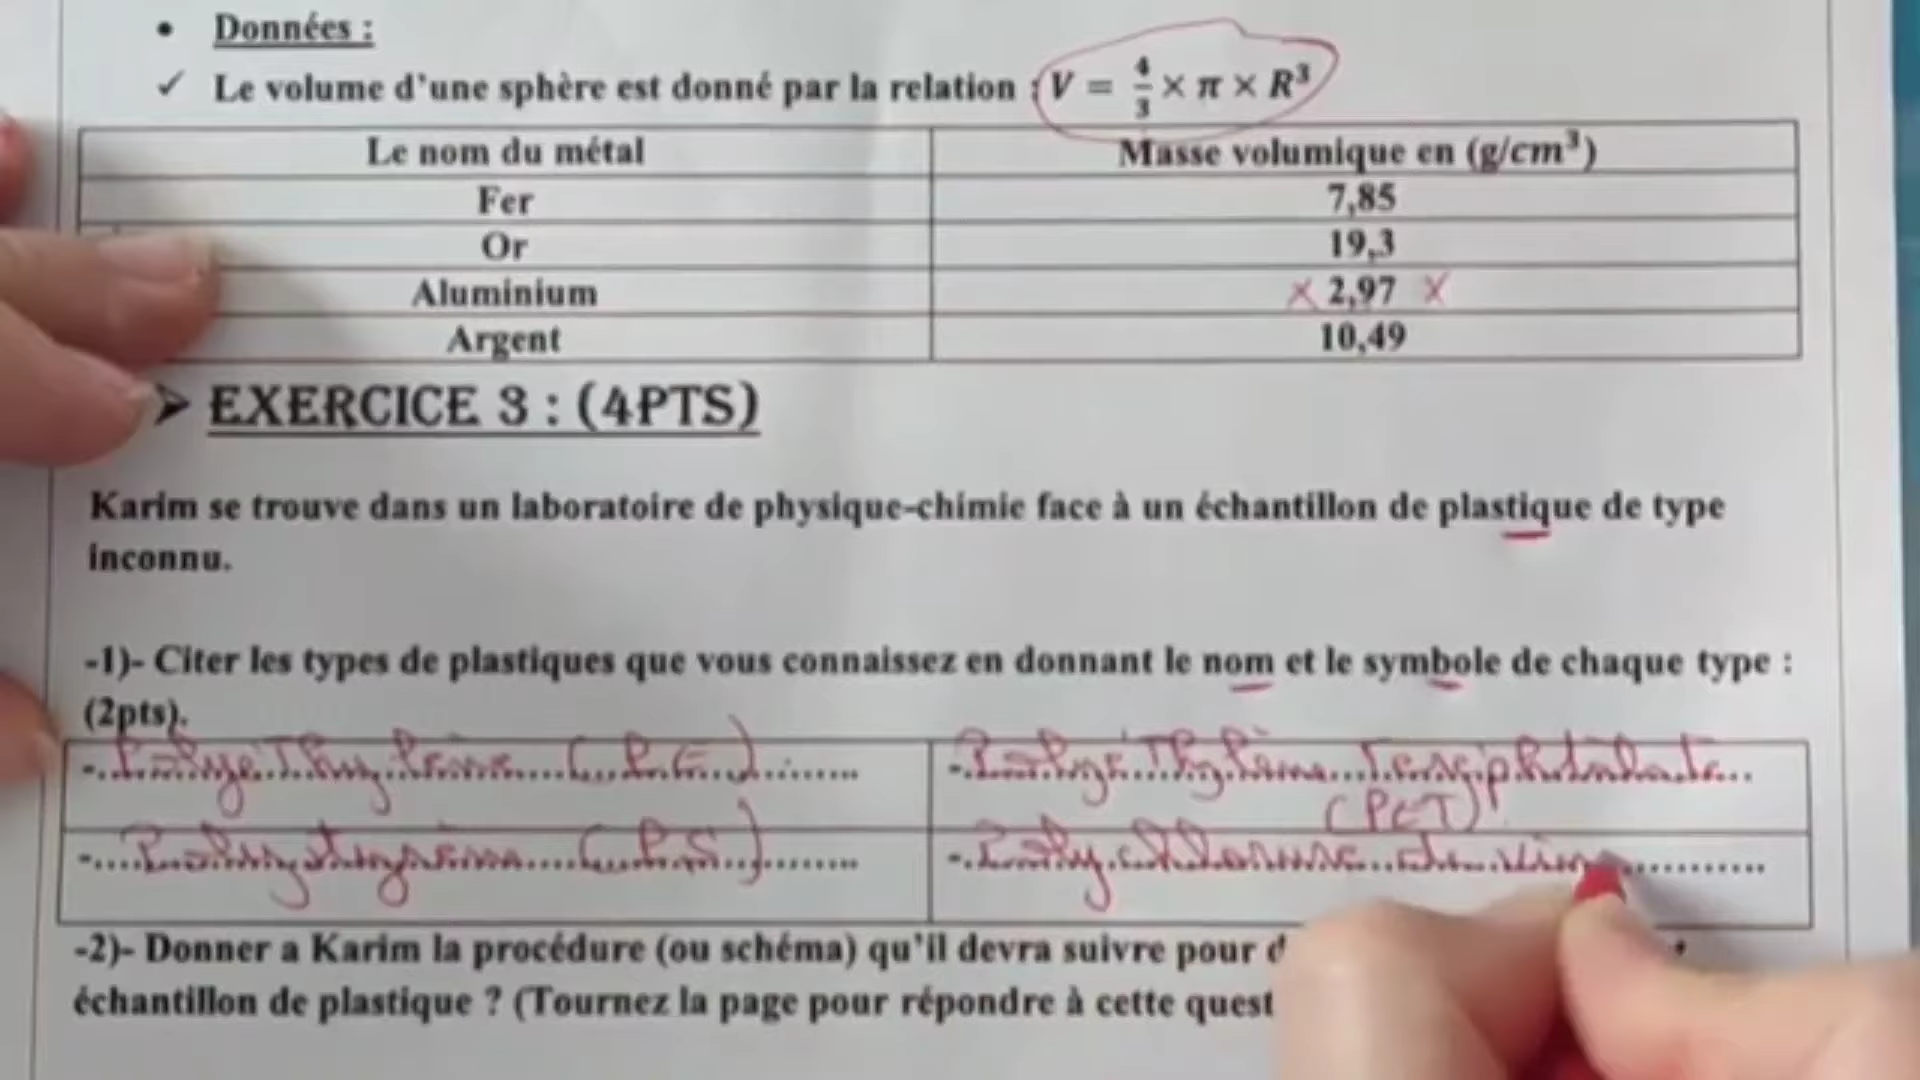 • Données :
✓ Le volume d'une sphère est donné par la relation : V = 4/3 × π × R³
Le nom du métal Masse volumique en (g/cm³)
Fer 7,85
Or 19,3
Aluminium × 2,97 ×
Argent 10,49
➤ EXERCICE 3 : (4PTS)
Karim se trouve dans un laboratoire de physique-chimie face à un échantillon de plastique de type
inconnu.
-1)- Citer les types de plastiques que vous connaissez en donnant le nom et le symbole de chaque type :
(2pts).
-..Polyéthylène...(..P.E..)........ -..Polyéthylène...Téréphtalate...
(PET)
-....Polystyrène....(..P.S..)........ -..Polychlorure..de..
-2)- Donner a Karim la procédure (ou schéma) qu'il devra suivre pour
échantillon de plastique ? (Tournez la page pour répondre à cette quest